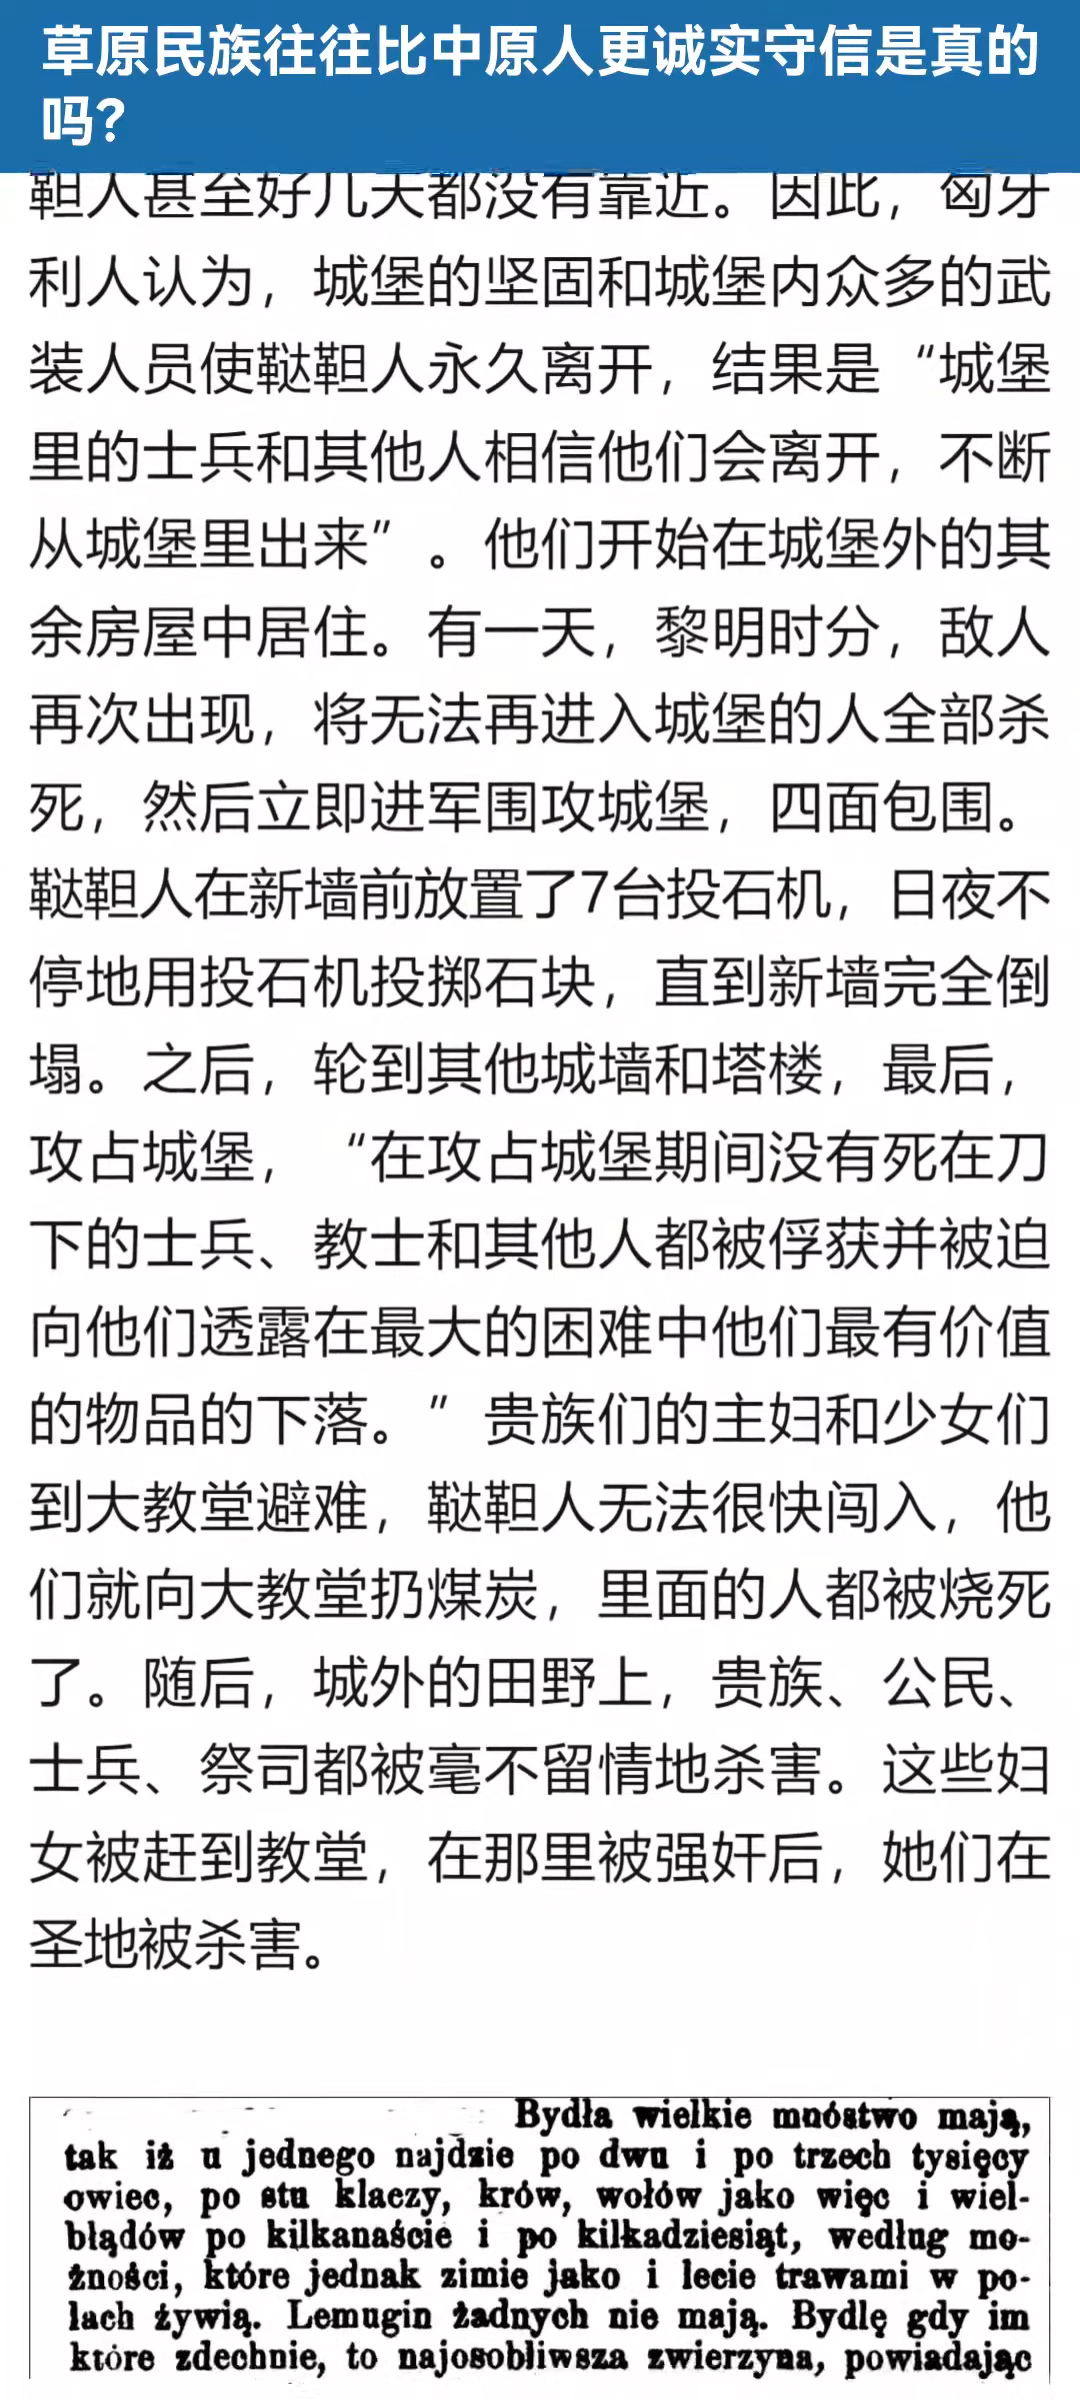 草原民族往往比中原人更诚实守信是真的
吗？
靼人甚至好几天都没有靠近。因此，匈牙
利人认为，城堡的坚固和城堡内众多的武
装人员使鞑靼人永久离开，结果是“城堡
里的士兵和其他人相信他们会离开，不断
从城堡里出来”。他们开始在城堡外的其
余房屋中居住。有一天，黎明时分，敌人
再次出现，将无法再进入城堡的人全部杀
死，然后立即进军围攻城堡，四面包围。
鞑靼人在新墙前放置了7台投石机，日夜不
停地用投石机投掷石块，直到新墙完全倒
塌。之后，轮到其他城墙和塔楼，最后，
攻占城堡，“在攻占城堡期间没有死在刀
下的士兵、教士和其他人都被俘获并被迫
向他们透露在最大的困难中他们最有价值
的物品的下落。”贵族们的主妇和少女们
到大教堂避难，鞑靼人无法很快闯入，他
们就向大教堂扔煤炭，里面的人都被烧死
了。随后，城外的田野上，贵族、公民、
士兵、祭司都被毫不留情地杀害。这些妇
女被赶到教堂，在那里被强奸后，她们在
圣地被杀害。
Bydła wielkie mnóstwo mają,
tak iż u jednego najdzie po dwu i po trzech tysięcy
owiec, po stu klaczy, krów, wołów jako więc i wiel-
błądów po kilkanaście i po kilkadziesiąt, według mo-
żności, które jednak zimie jako i lecie trawami w po-
lach żywią. Lemugin żadnych nie mają. Bydlę gdy im
które zdechnie, to najosobliwsza zwierzyna, powiadając